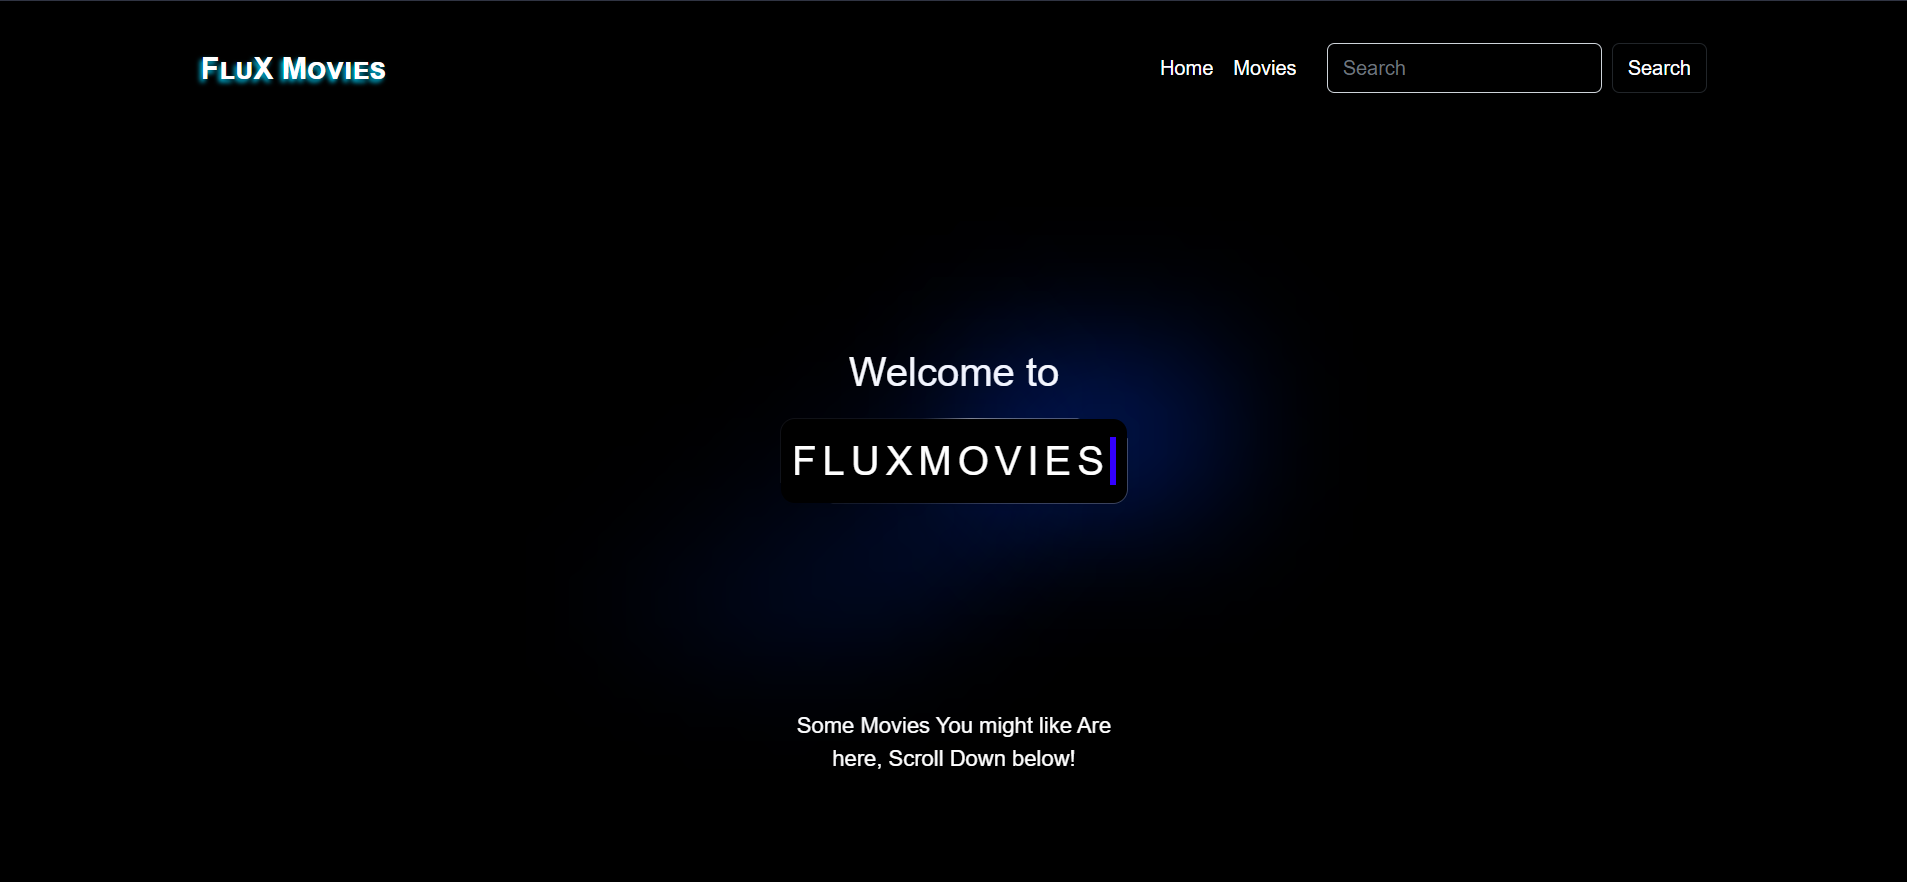 FLUX MOVIES
Home
Movies
Search
Search
Welcome to
FLUXMOVIES
Some Movies You might like Are
here, Scroll Down below!